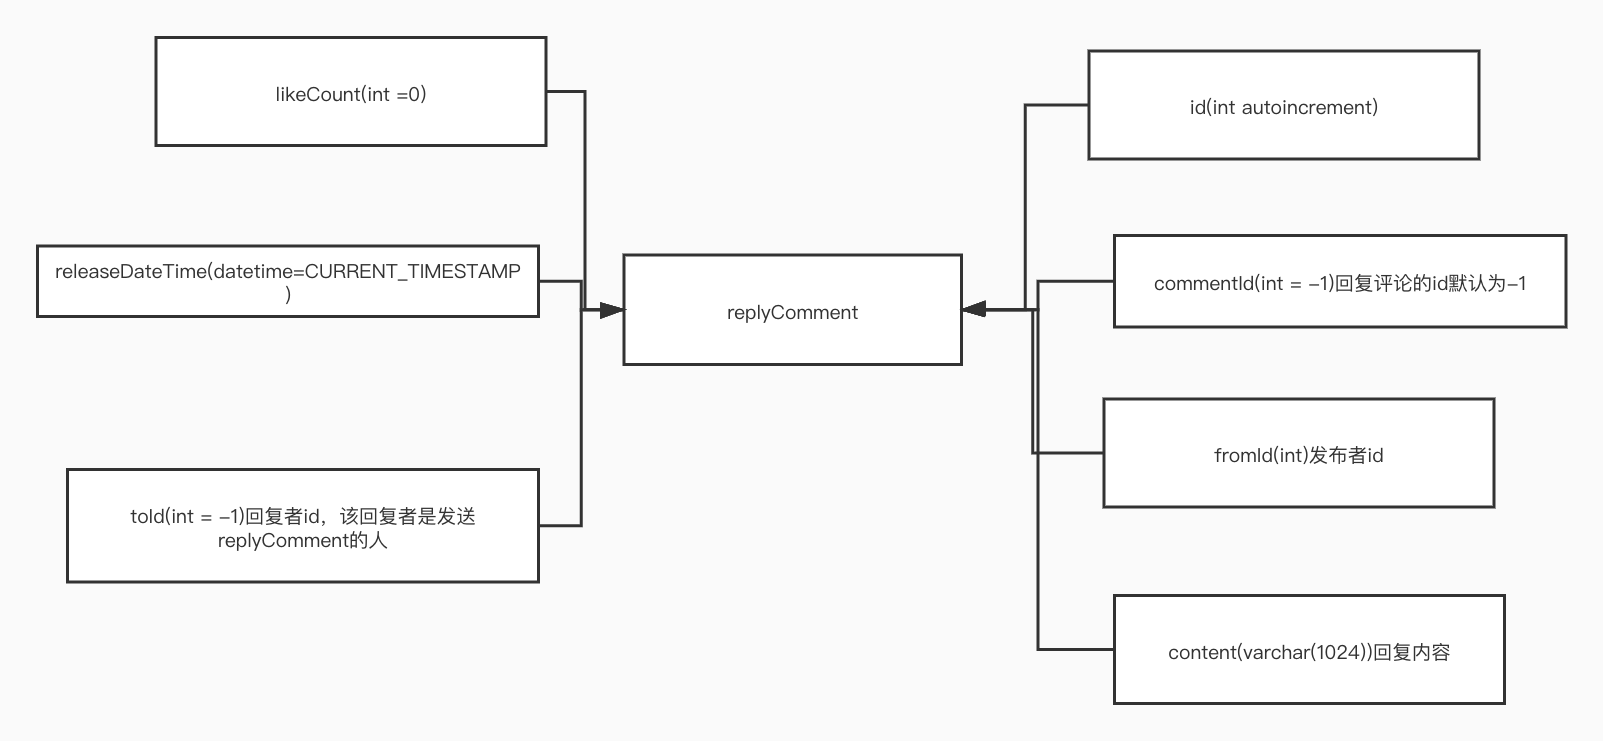 likeCount(int =0)
id(int autoincrement)
releaseDateTime(datetime=CURRENT_TIMESTAMP
)
commentId(int = -1)回复评论的id默认为-1
replyComment
fromId(int)发布者id
toId(int = -1)回复者id，该回复者是发送
replyComment的人
content(varchar(1024))回复内容